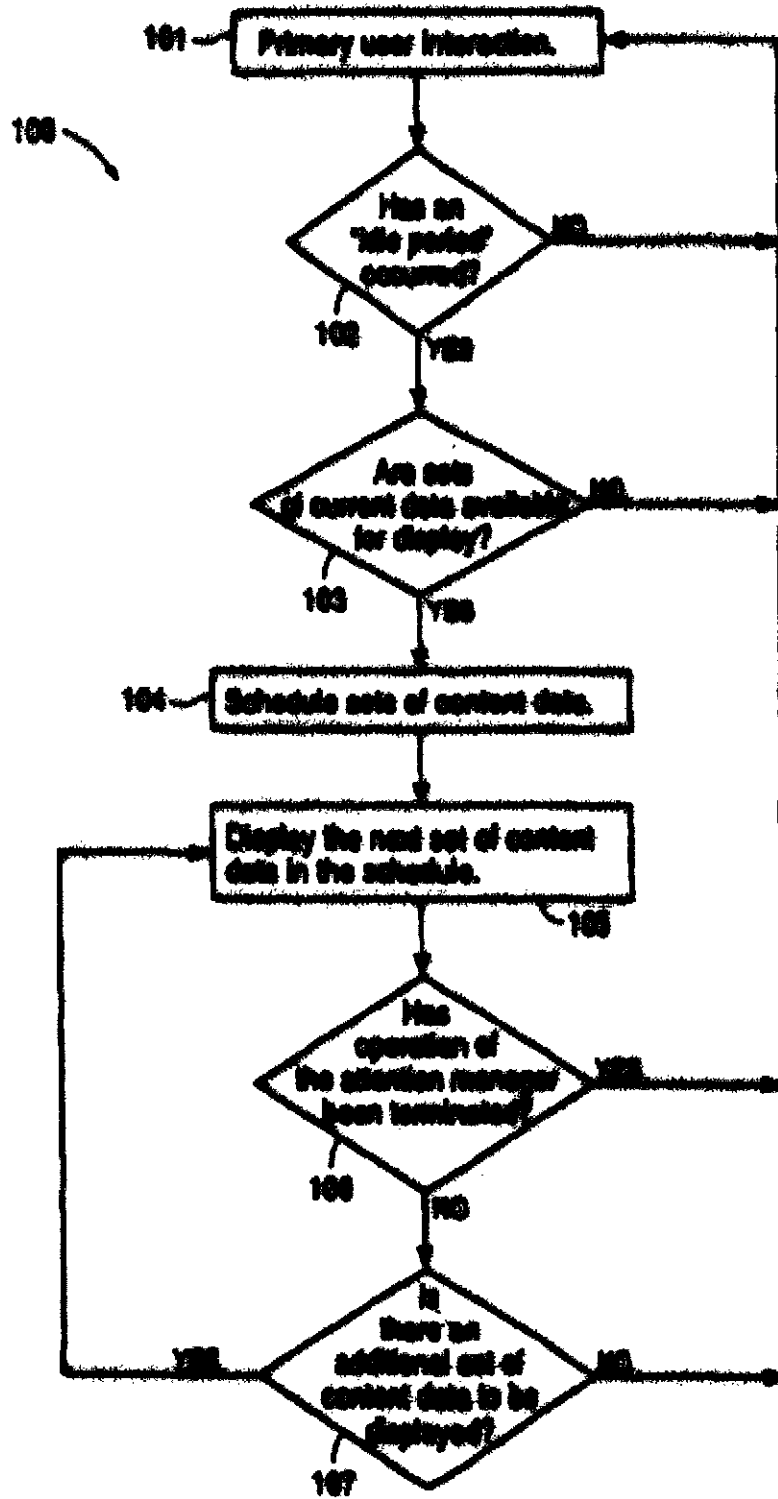 101
Primary user interaction.
100
Has an
"idle period"
occurred?
NO
102
YES
Are sets
of current data available
for display?
NO
103
YES
104
Schedule sets of content data.
Display the next set of content
data in the schedule.
105
Has
operation of
the attention manager
been terminated?
YES
106
NO
Is
there an
additional set of
content data to be
displayed?
YES
NO
107